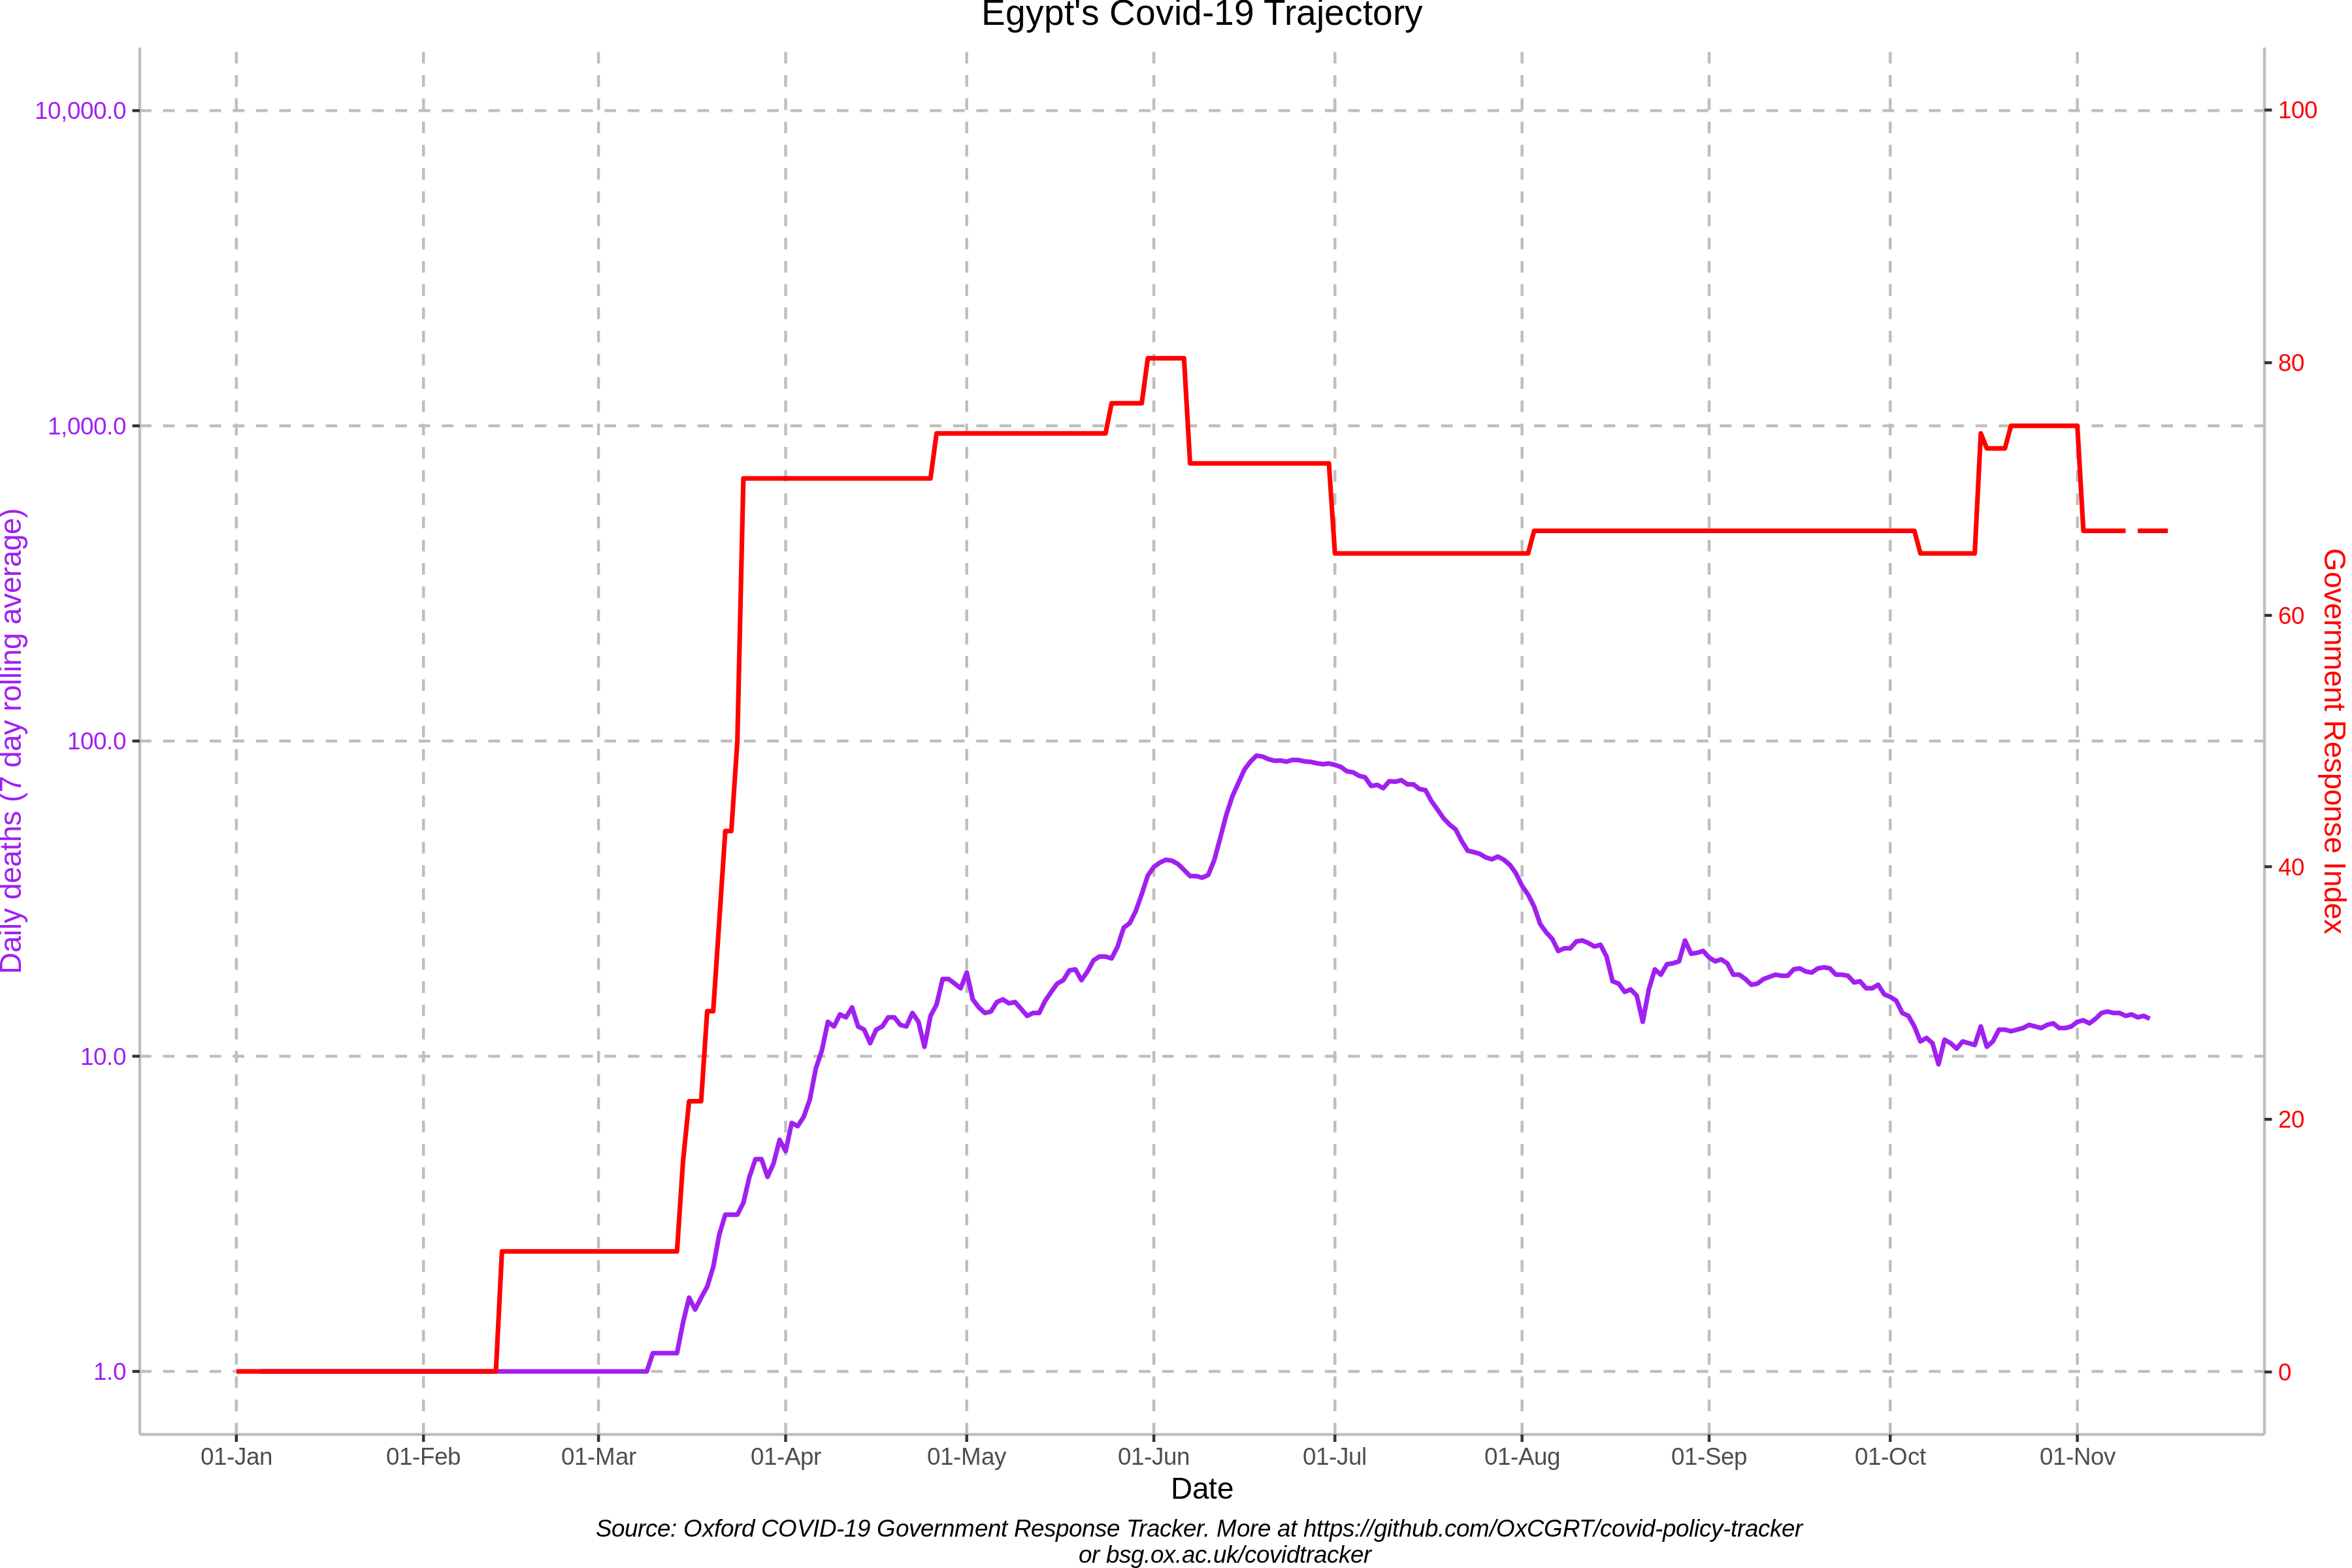 Egypt's Covid-19 Trajectory
10,000.0
1,000.0
100.0
10.0
1.0
Daily deaths (7 day rolling average)
100
80
60
40
20
0
Government Response Index
01-Jan 01-Feb 01-Mar 01-Apr 01-May 01-Jun 01-Jul 01-Aug 01-Sep 01-Oct 01-Nov
Date
Source: Oxford COVID-19 Government Response Tracker. More at https://github.com/OxCGRT/covid-policy-tracker
or bsg.ox.ac.uk/covidtracker